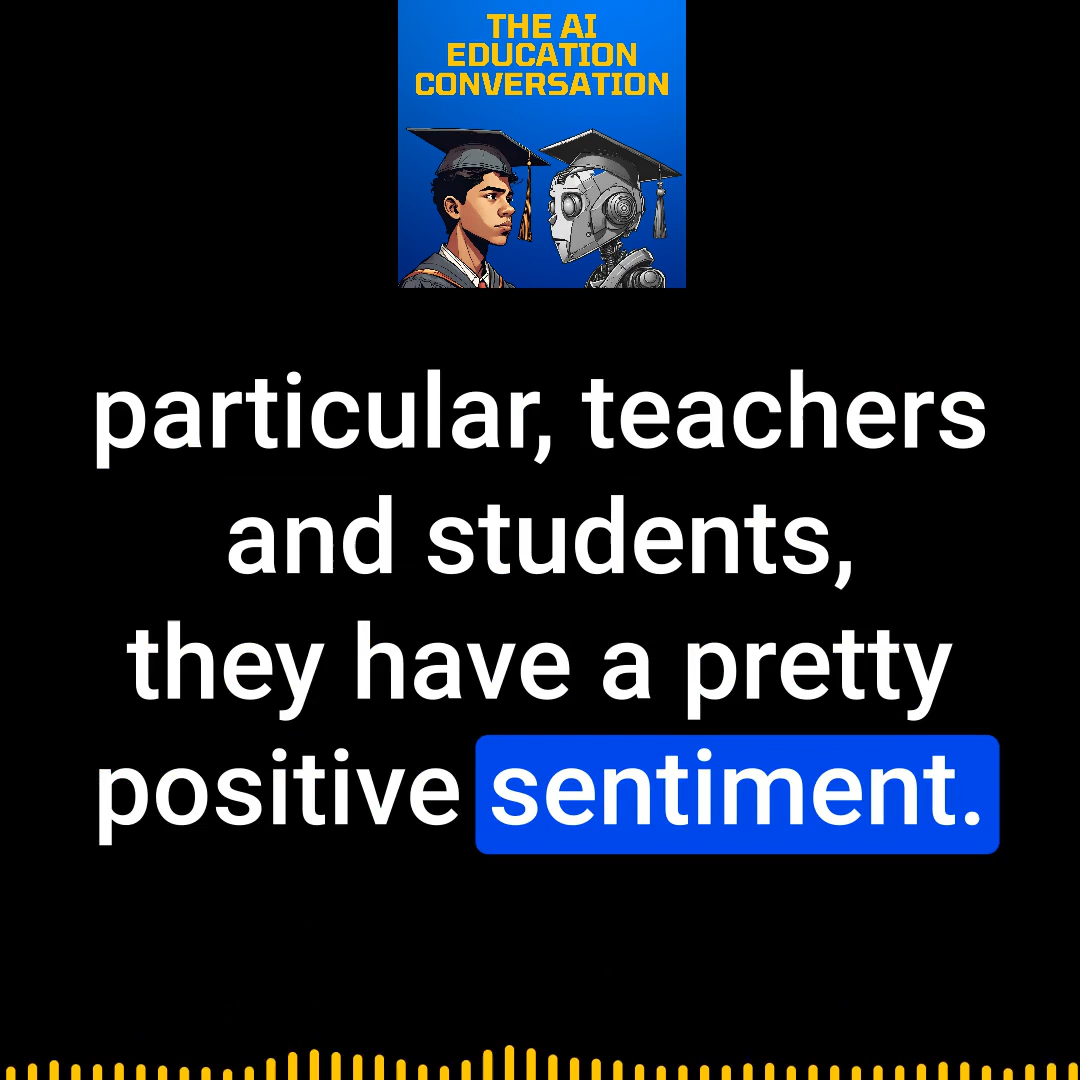 THE AI
EDUCATION
CONVERSATION
particular, teachers
and students,
they have a pretty
positive sentiment.